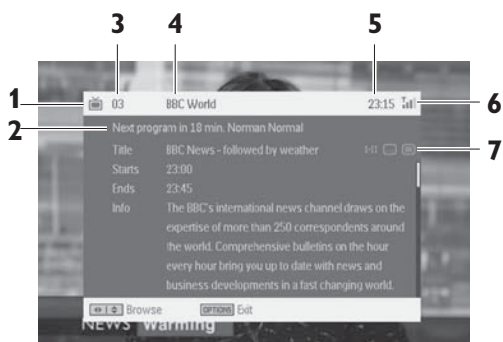 3 4 5
1 03 BBC World 23:15 6
2 Next program in 18 min. Norman Normal
Title BBC News - followed by weather 7
Starts 23:00
Ends 23:45
Info The BBC's international news channel draws on the
expertise of more than 250 correspondents around
the world. Comprehensive bulletins on the hour
every hour bring you up to date with news and
business developments in a fast changing world.
Browse OPTIONS Exit
NEWS Warming